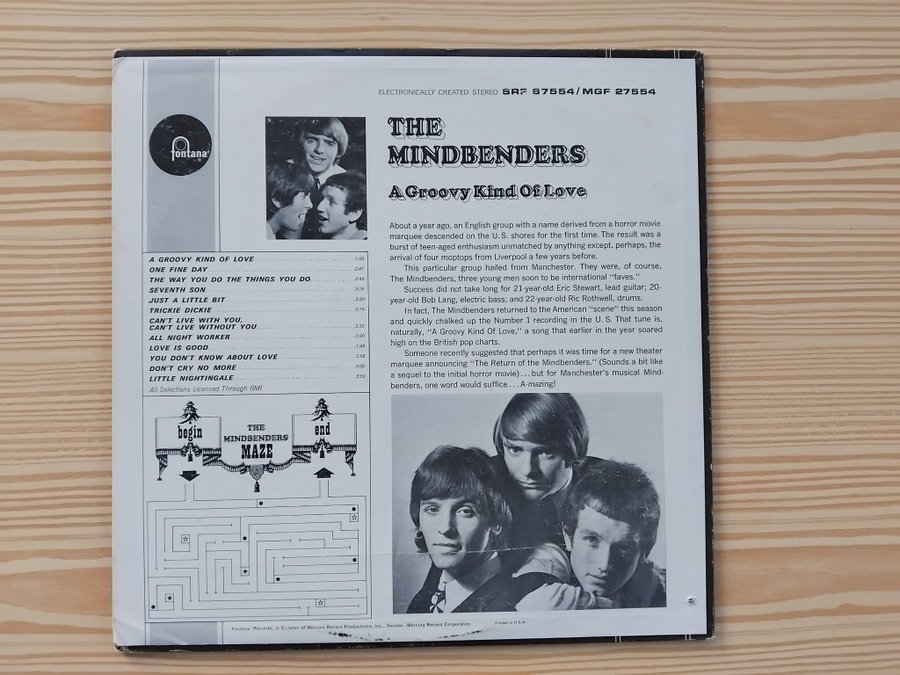 ELECTRONICALLY CREATED STEREO SRF 67554/MGF 27554
fontana
THE
MINDBENDERS
A Groovy Kind Of Love
About a year ago, an English group with a name derived from a horror movie
marquee descended on the U. S. shores for the first time. The result was a
burst of teen-aged enthusiasm unmatched by anything except, perhaps, the
arrival of four moptops from Liverpool a few years before.
This particular group hailed from Manchester. They were, of course,
The Mindbenders, three young men soon to be international "faves."
Success did not take long for 21-year-old Eric Stewart, lead guitar; 20-
year-old Bob Lang, electric bass; and 22-year-old Ric Rothwell, drums.
In fact, The Mindbenders returned to the American "scene" this season
and quickly chalked up the Number 1 recording in the U. S. That tune is,
naturally, "A Groovy Kind Of Love," a song that earlier in the year soared
high on the British pop charts.
Someone recently suggested that perhaps it was time for a new theater
marquee announcing "The Return of the Mindbenders." (Sounds a bit like
a sequel to the initial horror movie) . . . but for Manchester's musical Mind-
benders, one word would suffice . . . A-mazing!
A GROOVY KIND OF LOVE
ONE FINE DAY
THE WAY YOU DO THE THINGS YOU DO
SEVENTH SON
JUST A LITTLE BIT
TRICKIE DICKIE
CAN'T LIVE WITH YOU,
CAN'T LIVE WITHOUT YOU
ALL NIGHT WORKER
LOVE IS GOOD
YOU DON'T KNOW ABOUT LOVE
DON'T CRY NO MORE
LITTLE NIGHTINGALE
All Selections Licensed Through BMI
begin
THE
MINDBENDERS
MAZE
end
Fontana Records, A Division of Mercury Record Productions, Inc., Vendor: Mercury Record Corporation Printed in U.S.A.